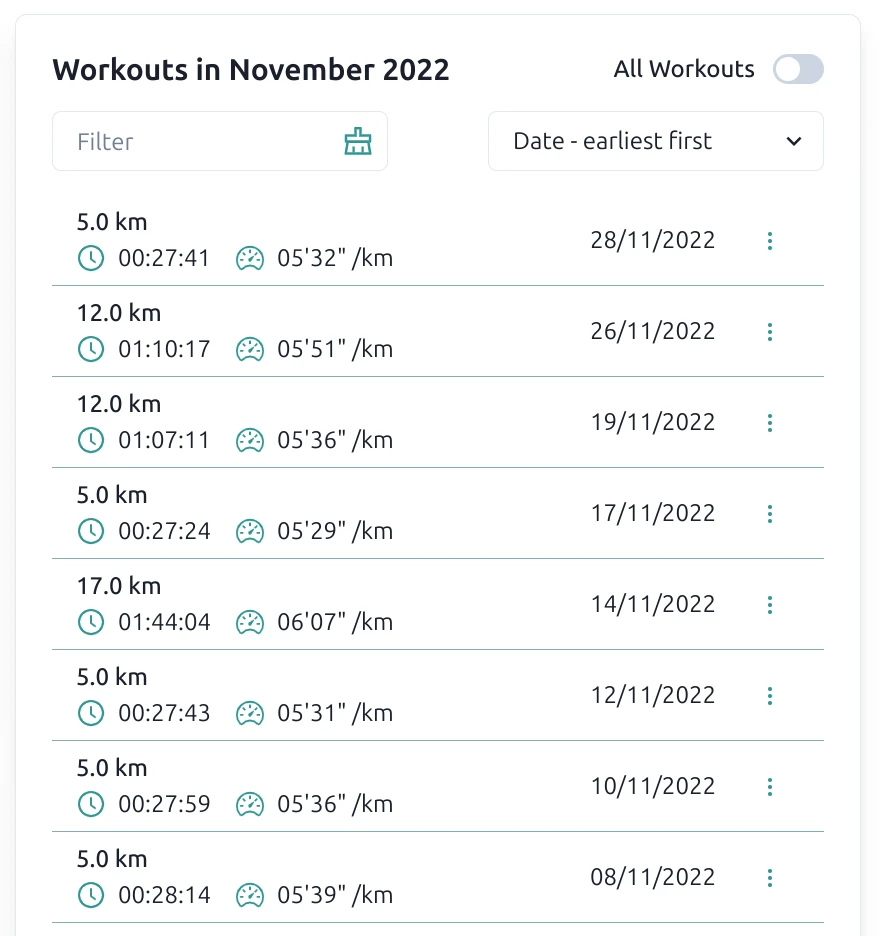 Workouts in November 2022
All Workouts
Filter
Date - earliest first
5.0 km
00:27:41 05'32" /km
28/11/2022
12.0 km
01:10:17 05'51" /km
26/11/2022
12.0 km
01:07:11 05'36" /km
19/11/2022
5.0 km
00:27:24 05'29" /km
17/11/2022
17.0 km
01:44:04 06'07" /km
14/11/2022
5.0 km
00:27:43 05'31" /km
12/11/2022
5.0 km
00:27:59 05'36" /km
10/11/2022
5.0 km
00:28:14 05'39" /km
08/11/2022